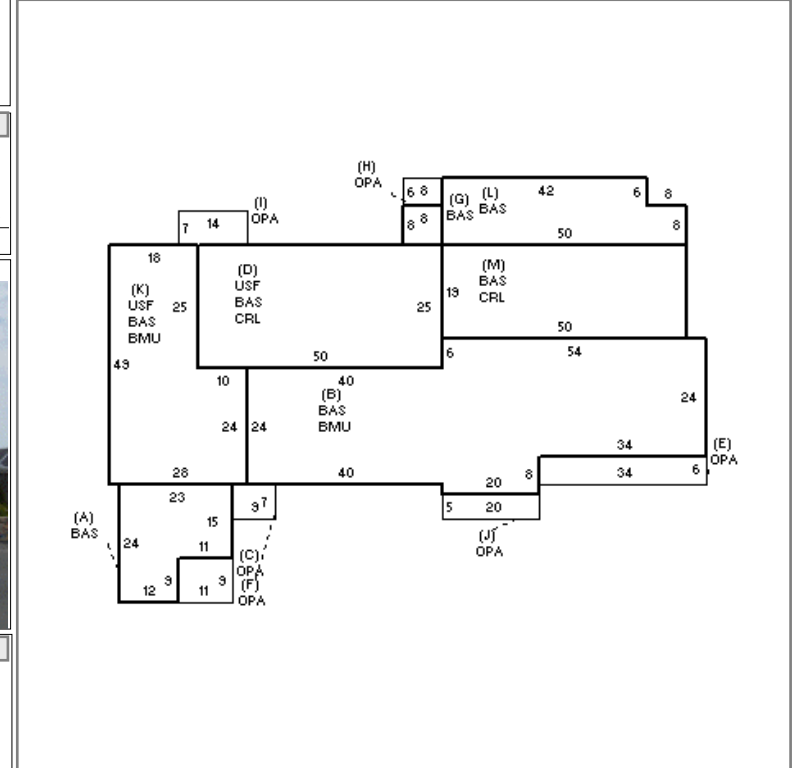 (H)
OPA
6 8
8 8
(G)
BAS
(L)
BAS
42
6
8
8
50
(I)
OPA
7
14
18
(K)
USF
BAS
BMU
25
49
10
24
28
(D)
USF
BAS
CRL
25
50
(M)
BAS
CRL
19
50
6
54
24
40
(B)
BAS
BMU
24
40
20
8
34
34
6
(E)
OPA
5
20
(J)
OPA
23
15
(A)
BAS
24
11
9
12
9
11
9
7
(C)
OPA
(F)
OPA